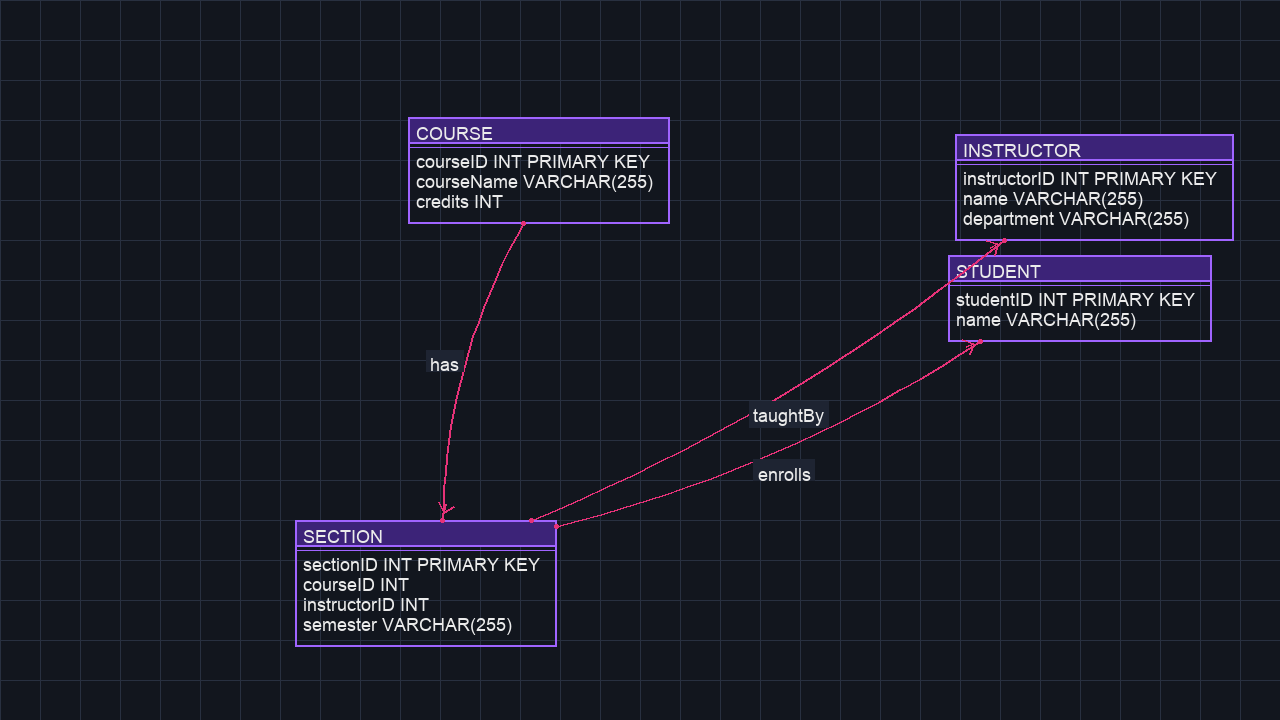 COURSE
courseID INT PRIMARY KEY
courseName VARCHAR(255)
credits INT
INSTRUCTOR
instructorID INT PRIMARY KEY
name VARCHAR(255)
department VARCHAR(255)
STUDENT
studentID INT PRIMARY KEY
name VARCHAR(255)
has
taughtBy
enrolls
SECTION
sectionID INT PRIMARY KEY
courseID INT
instructorID INT
semester VARCHAR(255)